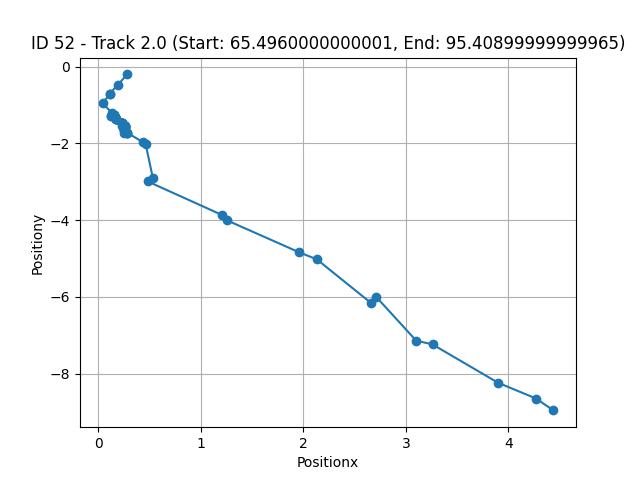 ID 52 - Track 2.0 (Start: 65.4960000000001, End: 95.40899999999965)
0
−2
−4
−6
−8
Positiony
0 1 2 3 4
Positionx